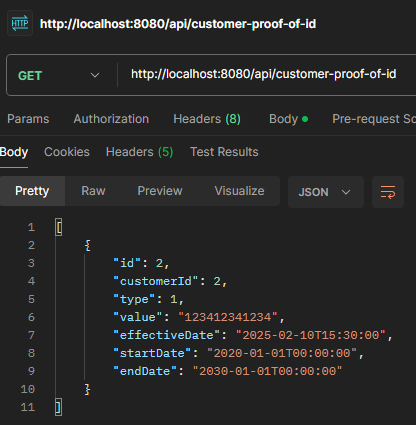 HTTP http://localhost:8080/api/customer-proof-of-id
GET http://localhost:8080/api/customer-proof-of-id
Params Authorization Headers (8) Body Pre-request Sc
Body Cookies Headers (5) Test Results
Pretty Raw Preview Visualize JSON
1 [
2 {
3 "id": 2,
4 "customerId": 2,
5 "type": 1,
6 "value": "123412341234",
7 "effectiveDate": "2025-02-10T15:30:00",
8 "startDate": "2020-01-01T00:00:00",
9 "endDate": "2030-01-01T00:00:00"
10 }
11 ]